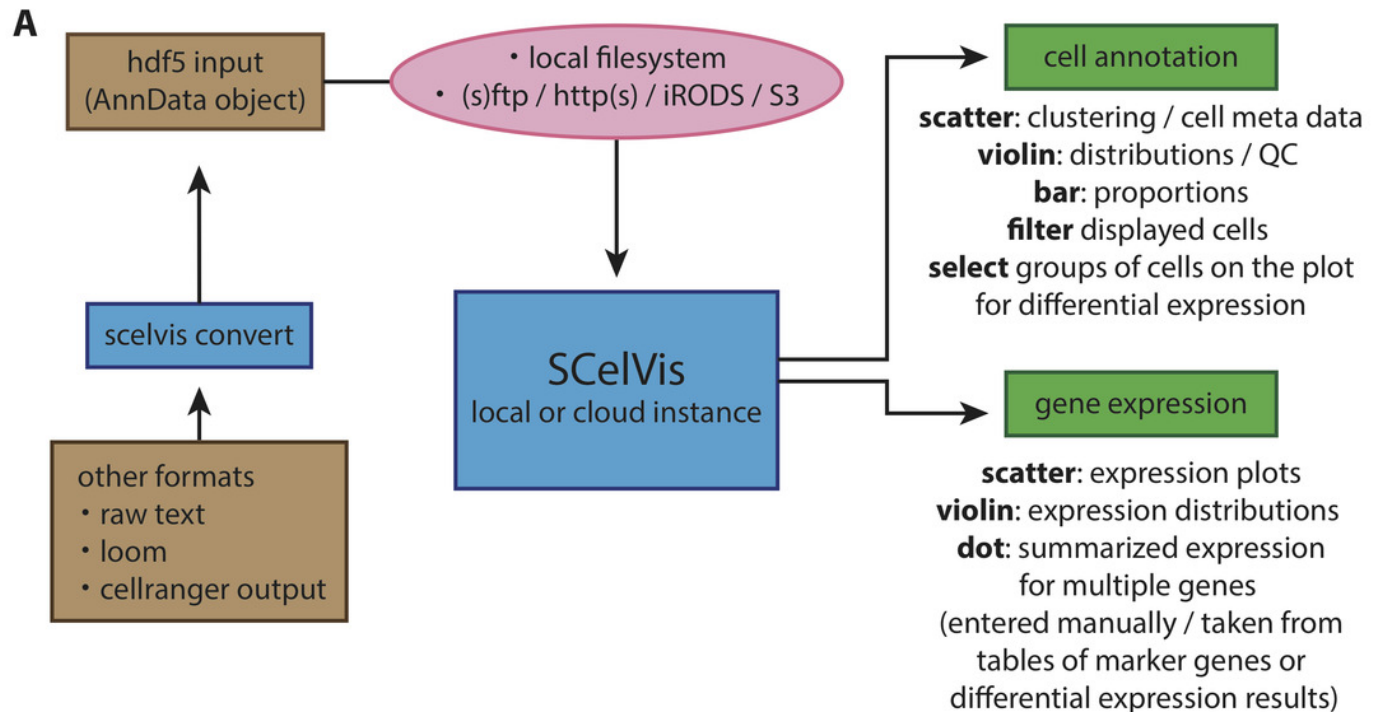 A
hdf5 input
(AnnData object)
• local filesystem
• (s)ftp / http(s) / iRODS / S3
cell annotation
scatter: clustering / cell meta data
violin: distributions / QC
bar: proportions
filter displayed cells
select groups of cells on the plot
for differential expression
scelvis convert
SCelVis
local or cloud instance
other formats
• raw text
• loom
• cellranger output
gene expression
scatter: expression plots
violin: expression distributions
dot: summarized expression
for multiple genes
(entered manually / taken from
tables of marker genes or
differential expression results)